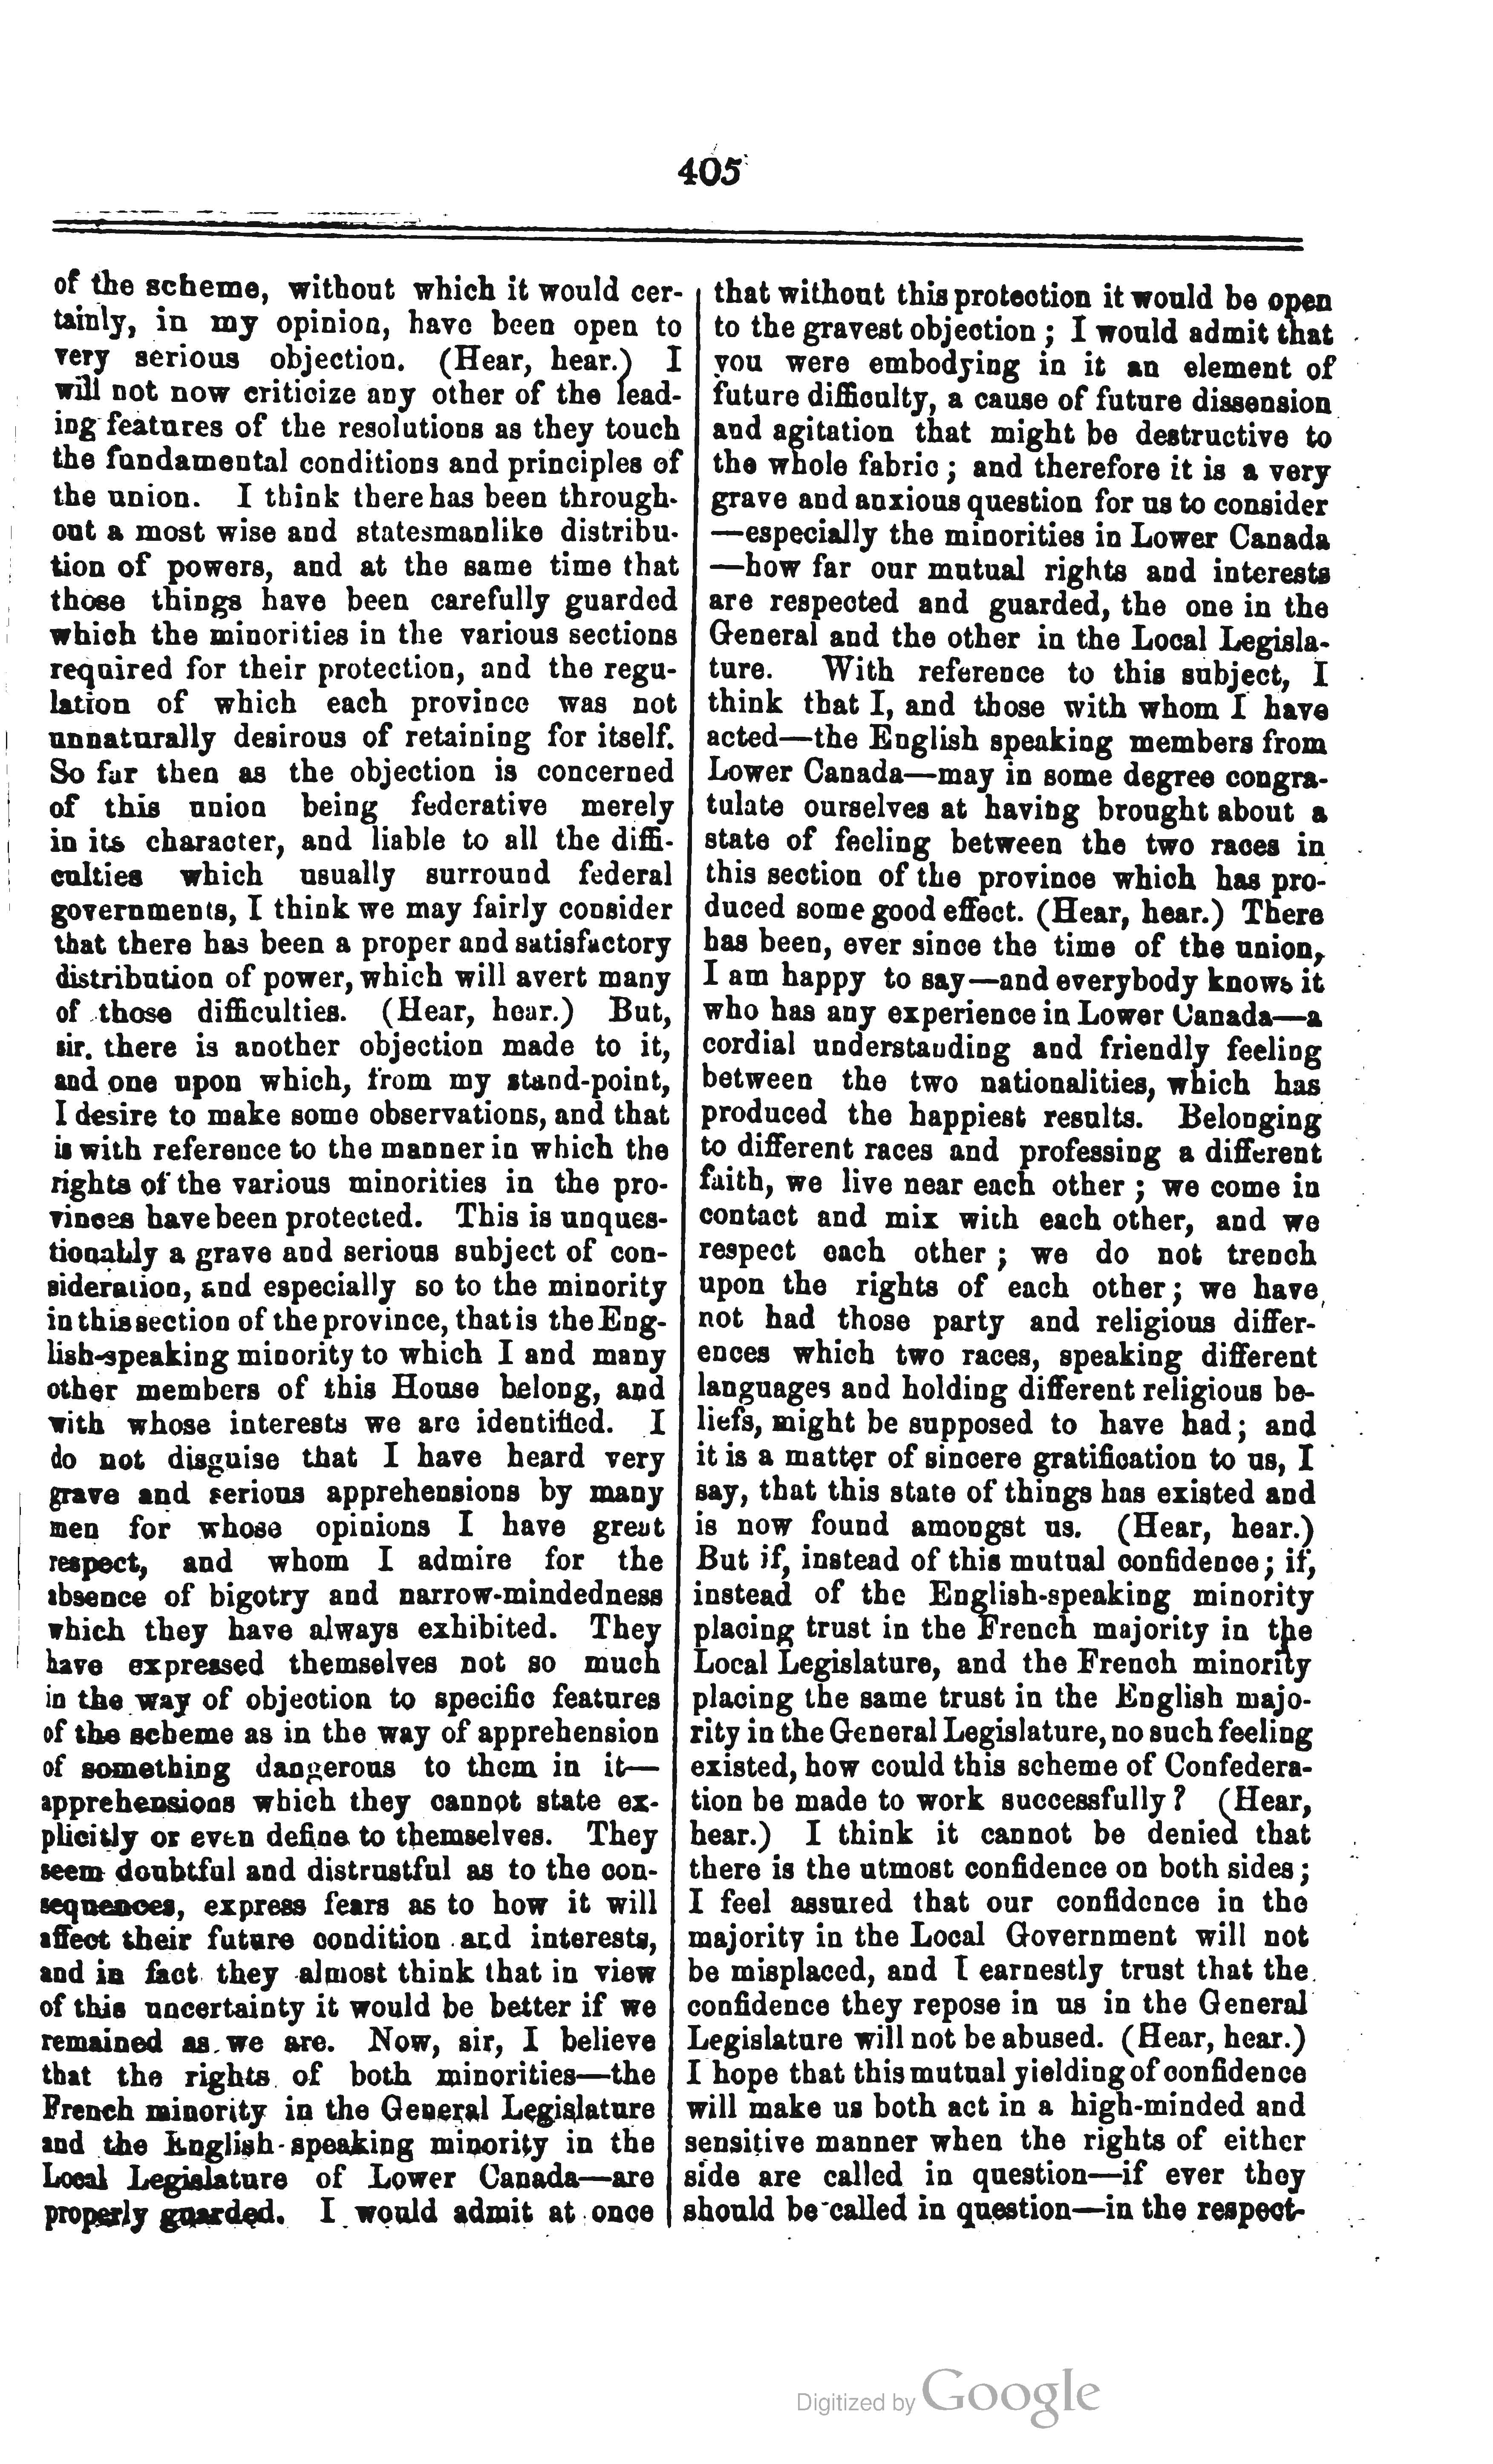 405
of the scheme, without which it would cer-
tainly, in my opinion, have been open to
very serious objection. (Hear, hear.) I
will not now criticize any other of the lead-
ing features of the resolutions as they touch
the fundamental conditions and principles of
the union. I think there has been through-
out a most wise and statesmanlike distribu-
tion of powers, and at the same time that
those things have been carefully guarded
which the minorities in the various sections
required for their protection, and the regu-
lation of which each province was not
unnaturally desirous of retaining for itself.
So far then as the objection is concerned
of this union being federative merely
in its character, and liable to all the diffi-
culties which usually surround federal
governments, I think we may fairly consider
that there has been a proper and satisfactory
distribution of power, which will avert many
of those difficulties. (Hear, hear.) But,
sir. there is another objection made to it,
and one upon which, from my stand-point,
I desire to make some observations, and that
is with reference to the manner in which the
rights of the various minorities in the pro-
vinces have been protected. This is unques-
tionably a grave and serious subject of con-
sideration, and especially so to the minority
in this section of the province, that is the Eng-
lish-speaking minority to which I and many
other members of this House belong, and
with whose interests we are identified. I
do not disguise that I have heard very
grave and serious apprehensions by many
men for whose opinions I have great
respect, and whom I admire for the
absence of bigotry and narrow-mindedness
which they have always exhibited. They
have expressed themselves not so much
in the way of objection to specific features
of the scheme as in the way of apprehension
of something dangerous to them in it—
apprehensions which they cannot state ex-
plicitly or even define to themselves. They
seem doubtful and distrustful as to the con-
sequences, express fears as to how it will
affect their future condition and interests,
and in fact they almost think that in view
of this uncertainty it would be better if we
remained as we are. Now, sir, I believe
that the rights of both minorities—the
French minority in the General Legislature
and the English-speaking minority in the
Local Legislature of Lower Canada—are
properly guarded. I would admit at once
that without this protection it would be open
to the gravest objection; I would admit that
you were embodying in it an element of
future difficulty, a cause of future dissension
and agitation that might be destructive to
the whole fabric; and therefore it is a very
grave and anxious question for us to consider
—especially the minorities in Lower Canada
—how far our mutual rights and interests
are respected and guarded, the one in the
General and the other in the Local Legisla-
ture. With reference to this subject, I
think that I, and those with whom I have
acted—the English speaking members from
Lower Canada—may in some degree congra-
tulate ourselves at having brought about a
state of feeling between the two races in
this section of the province which has pro-
duced some good effect. (Hear, hear.) There
has been, ever since the time of the union,
I am happy to say—and everybody knows it
who has any experience in Lower Canada—a
cordial understanding and friendly feeling
between the two nationalities, which has
produced the happiest results. Belonging
to different races and professing a different
faith, we live near each other; we come in
contact and mix with each other, and we
respect each other; we do not trench
upon the rights of each other; we have
not had those party and religious differ-
ences which two races, speaking different
languages and holding different religious be-
liefs, might be supposed to have had; and
it is a matter of sincere gratification to us, I
say, that this state of things has existed and
is now found amongst us. (Hear, hear.)
But if, instead of this mutual confidence; if,
instead of the English-speaking minority
placing trust in the French majority in the
Local Legislature, and the French minority
placing the same trust in the English majo-
rity in the General Legislature, no such feeling
existed, how could this scheme of Confedera-
tion be made to work successfully? (Hear,
hear.) I think it cannot be denied that
there is the utmost confidence on both sides;
I feel assured that our confidence in the
majority in the Local Government will not
be misplaced, and I earnestly trust that the
confidence they repose in us in the General
Legislature will not be abused. (Hear, hear.)
I hope that this mutual yielding of confidence
will make us both act in a high-minded and
sensitive manner when the rights of either
side are called in question—if ever they
should be called in question—in the respect-
Digitized by Google